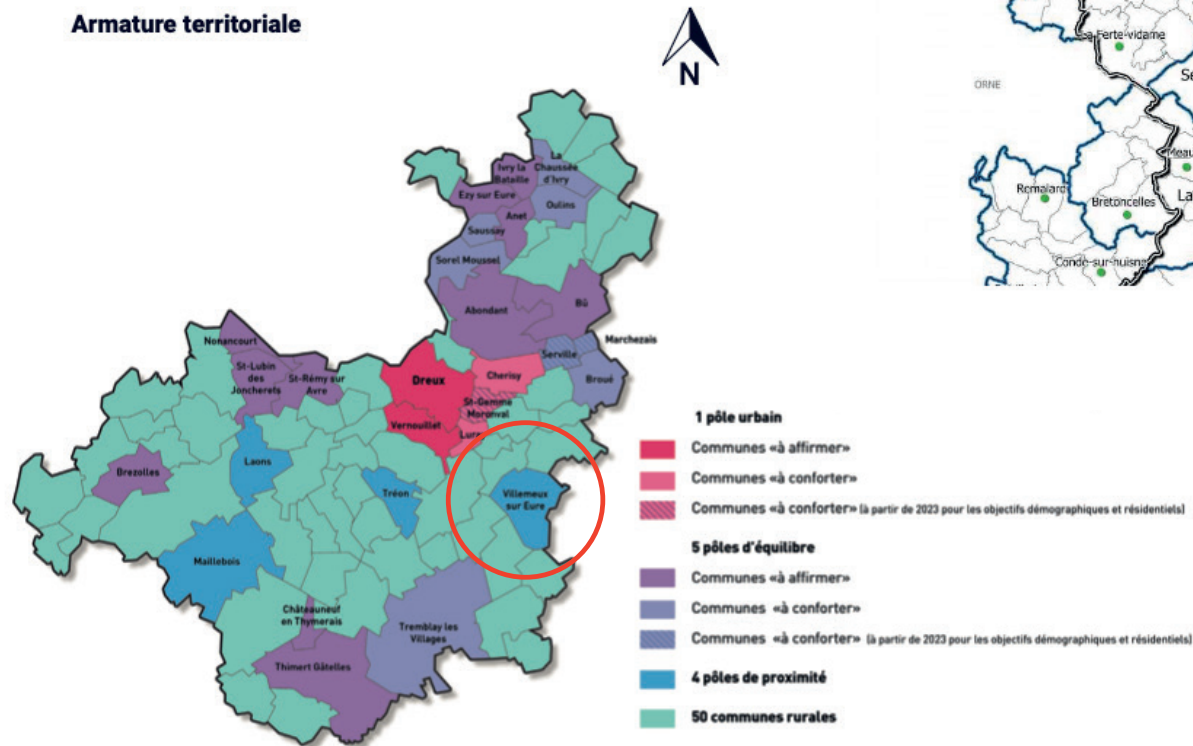 Armature territoriale
N
La Ferte-vidame
ORNE
Remalard
Bretoncelles
Conde-sur-huisne
La
Chaussée
d'Ivry
Ivry la
Bataille
Ezy sur Eure
Oulins
Anet
Saussay
Sorel Moussel
Abondant
Bû
Marchezais
Serville
Broué
Nonancourt
St-Lubin
des
Joncherets
St-Rémy sur
Avre
Dreux
Cherisy
St-Gemme
Moronval
Vernouillet
Luray
Brezolles
Laons
Tréon
Villemeux
sur Eure
Maillebois
Châteauneuf
en Thymerais
Tremblay les
Villages
Thimert Gâtelles
1 pôle urbain
Communes «à affirmer»
Communes «à conforter»
Communes «à conforter» (à partir de 2023 pour les objectifs démographiques et résidentiels)
5 pôles d'équilibre
Communes «à affirmer»
Communes «à conforter»
Communes «à conforter» (à partir de 2023 pour les objectifs démographiques et résidentiels)
4 pôles de proximité
50 communes rurales